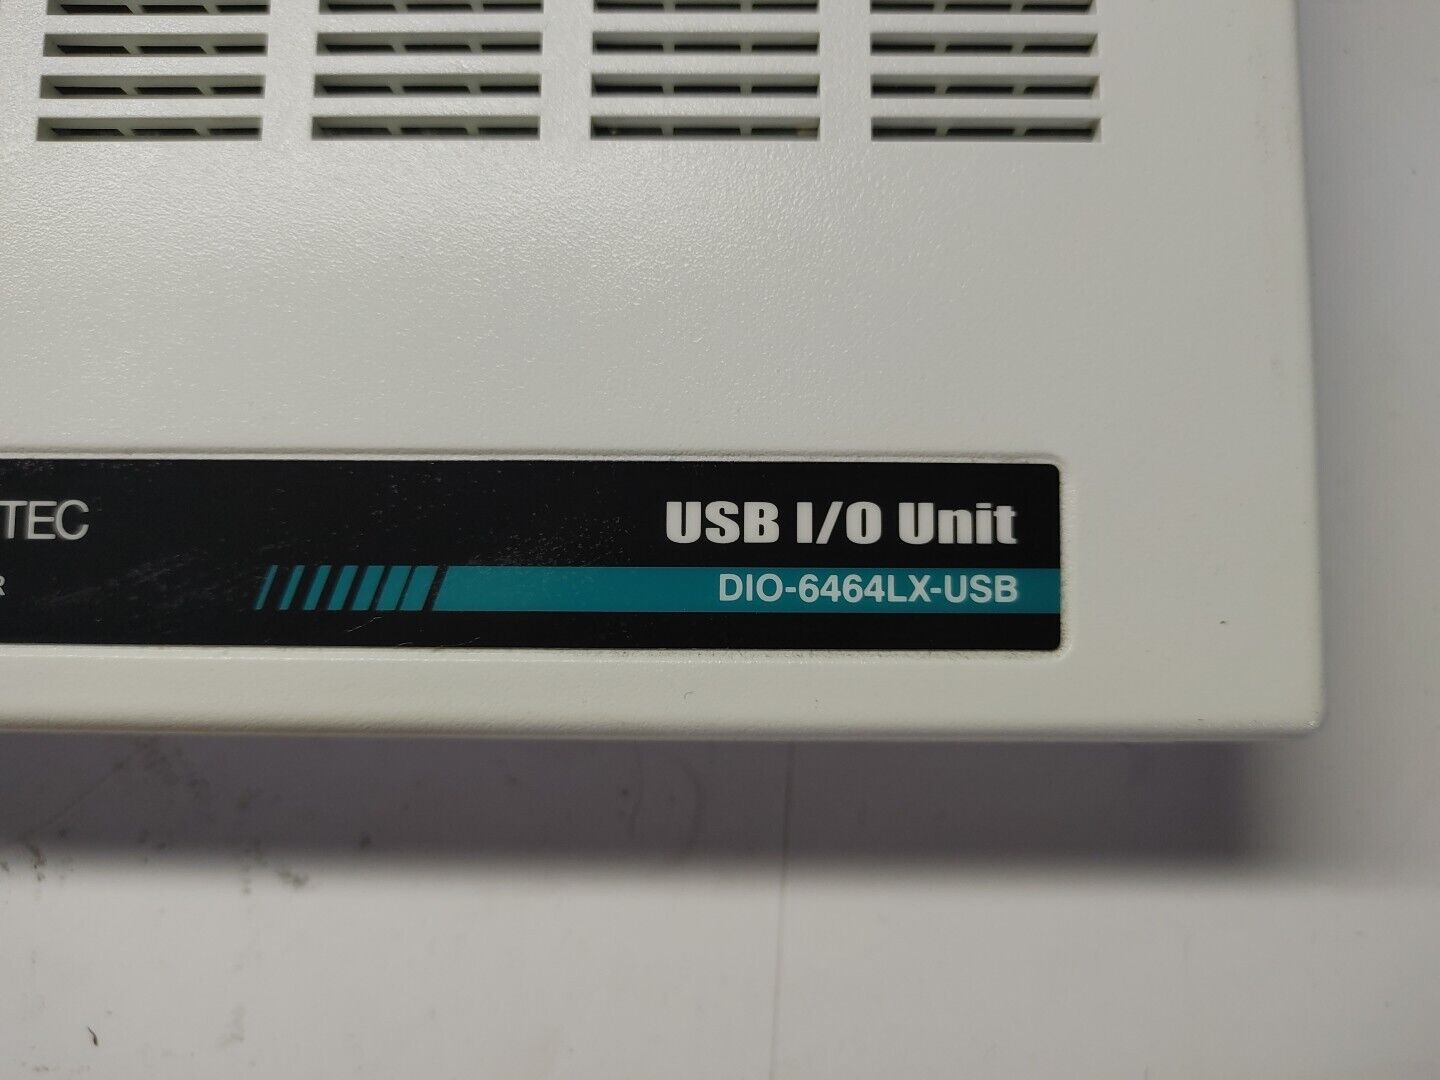 TEC
USB I/O Unit
DIO-6464LX-USB